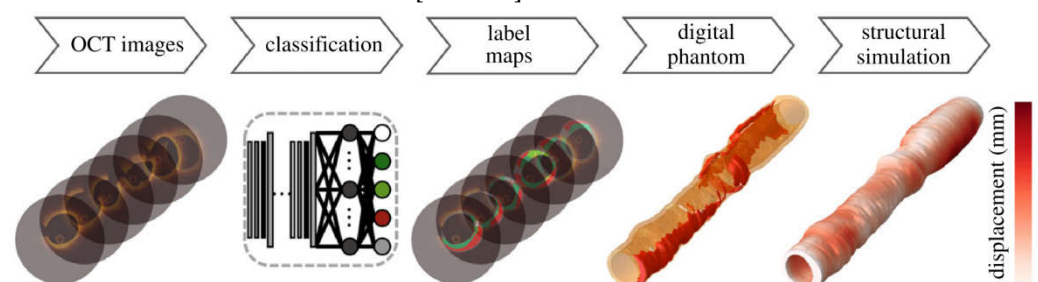 OCT images
classification
label
maps
digital
phantom
structural
simulation
displacement (mm)